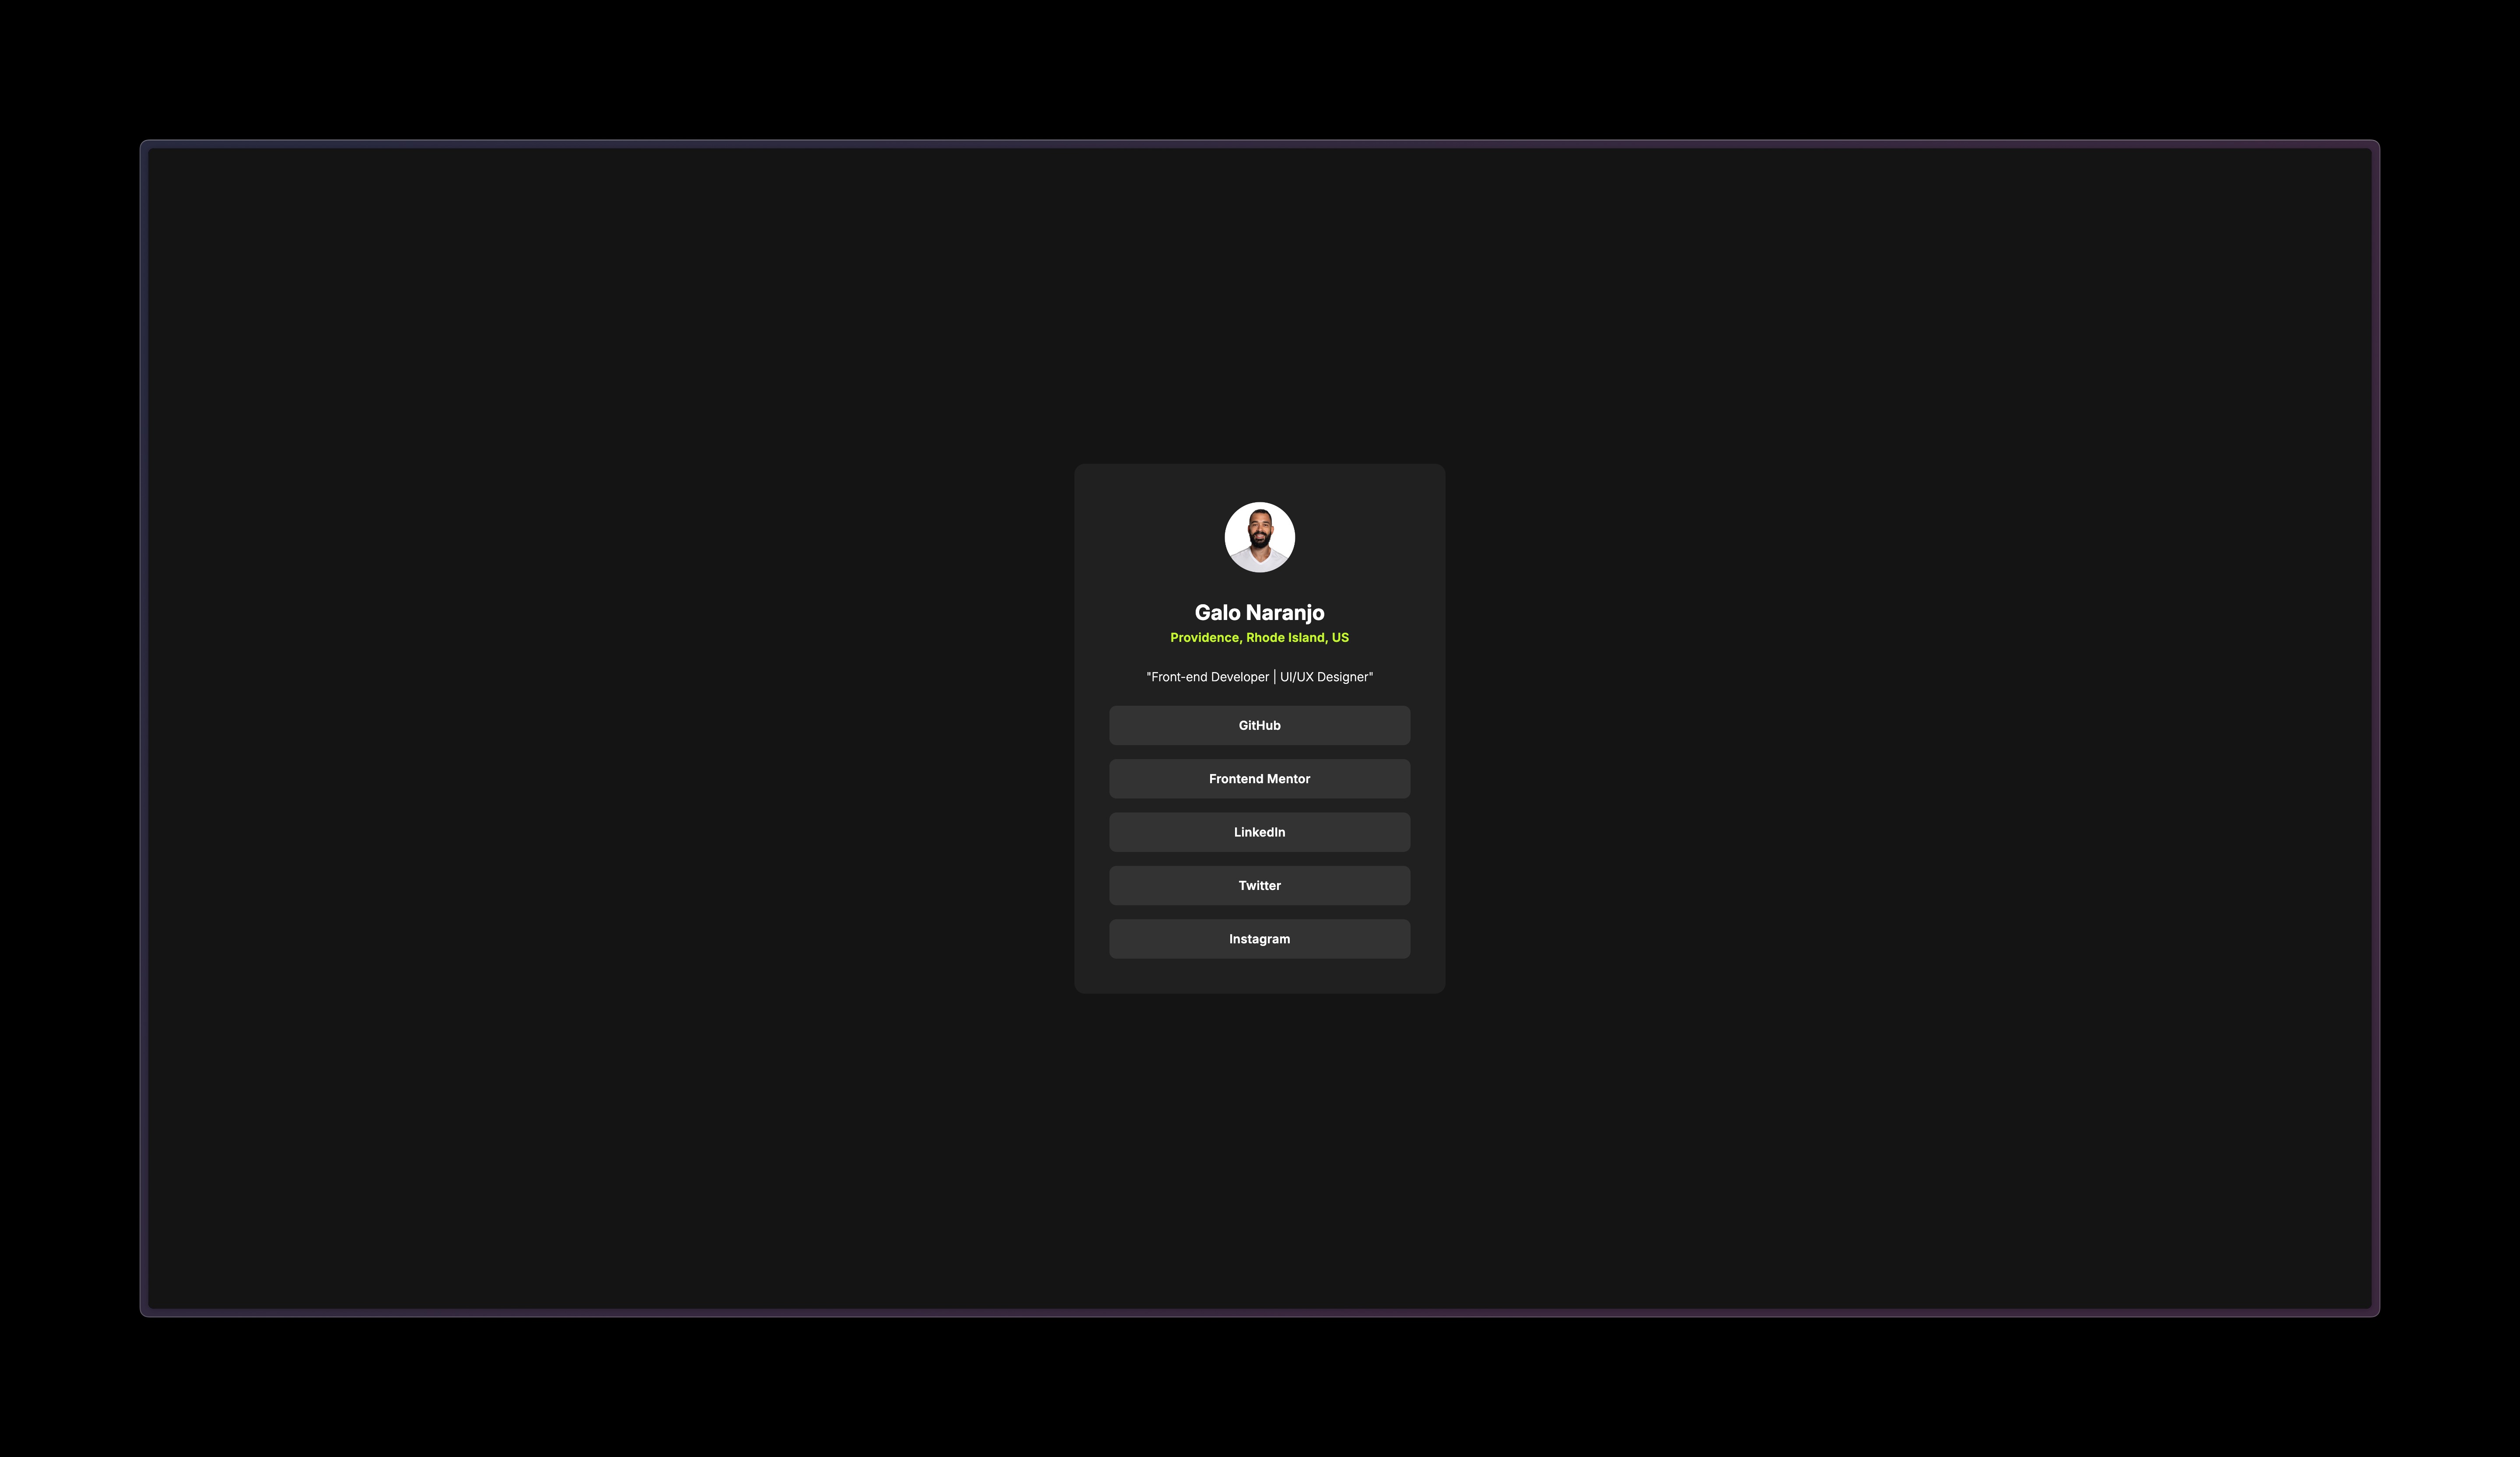 Galo Naranjo
Providence, Rhode Island, US
"Front-end Developer | UI/UX Designer"
GitHub
Frontend Mentor
LinkedIn
Twitter
Instagram